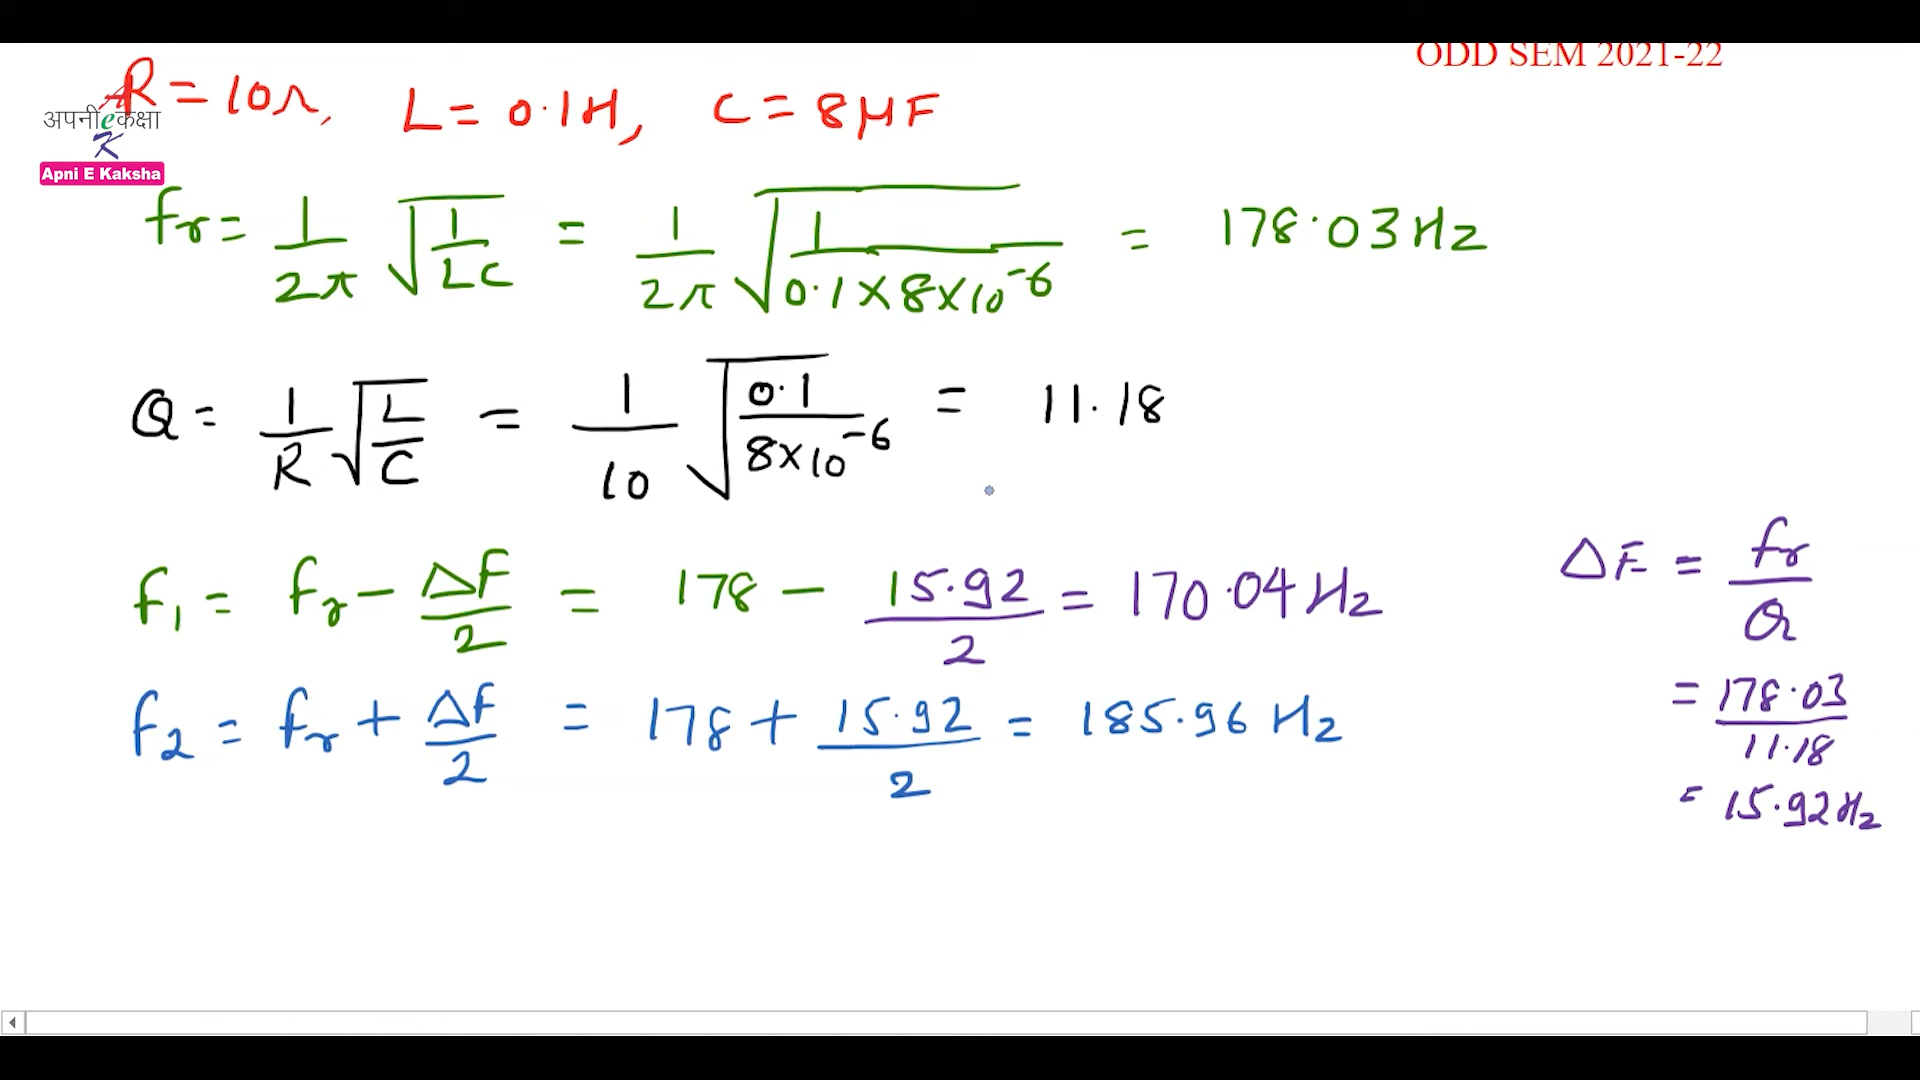 ODD SEM 2021-22
R = 10Ω, L = 0.1H, C = 8μF
अपनी e कक्षा
Apni E Kaksha
fr = 1/2π √(1/LC) = 1/2π √(1/(0.1×8×10⁻⁶)) = 178.03 Hz
Q = 1/R √(L/C) = 1/10 √(0.1/(8×10⁻⁶)) = 11.18
f₁ = fr − ΔF/2 = 178 − 15.92/2 = 170.04 Hz
f₂ = fr + ΔF/2 = 178 + 15.92/2 = 185.96 Hz
ΔF = fr/Q
= 178.03/11.18
= 15.92 Hz